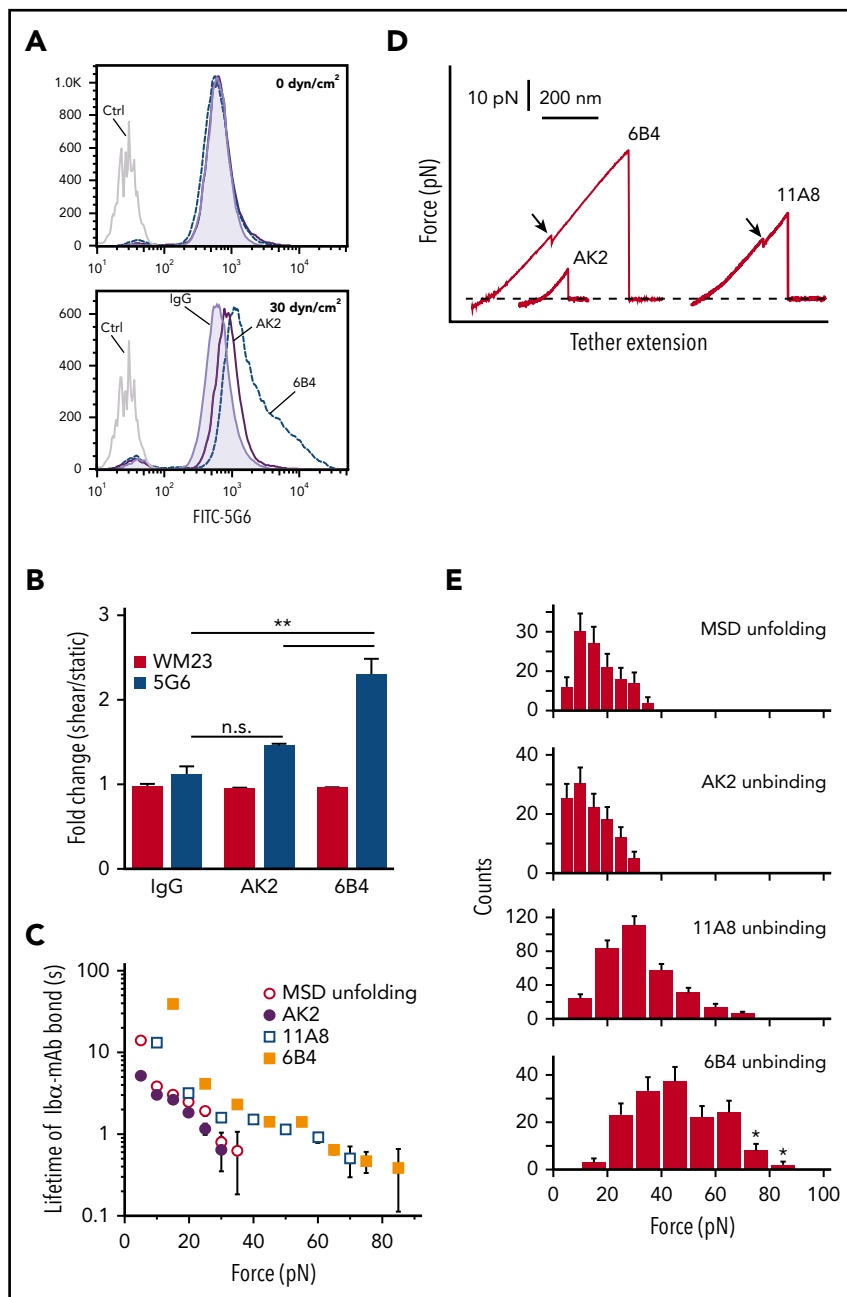 A
0 dyn/cm²
Ctrl
1.0K
800
600
400
200
0
10¹ 10² 10³ 10⁴
30 dyn/cm²
IgG
Ctrl
AK2
6B4
600
400
200
0
10¹ 10² 10³ 10⁴
FITC-5G6
B
Fold change (shear/static)
3
2
1
0
**
n.s.
WM23
5G6
IgG AK2 6B4
C
Lifetime of Ibα-mAb bond (s)
100
10
1
0.1
MSD unfolding
AK2
11A8
6B4
0 20 40 60 80
Force (pN)
D
10 pN
200 nm
6B4
11A8
AK2
Force (pN)
Tether extension
E
Counts
MSD unfolding
30
0
AK2 unbinding
40
20
0
11A8 unbinding
120
80
40
0
6B4 unbinding
40
20
0
* *
0 20 40 60 80 100
Force (pN)